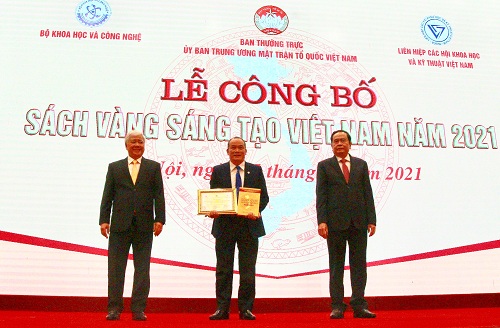 BỘ KHOA HỌC VÀ CÔNG NGHỆ
BAN THƯỜNG TRỰC
ỦY BAN TRUNG ƯƠNG MẶT TRẬN TỔ QUỐC VIỆT NAM
LIÊN HIỆP CÁC HỘI KHOA HỌC
VÀ KỸ THUẬT VIỆT NAM
LỄ CÔNG BỐ
SÁCH VÀNG SÁNG TẠO VIỆT NAM NĂM 2021
Nội, 2021